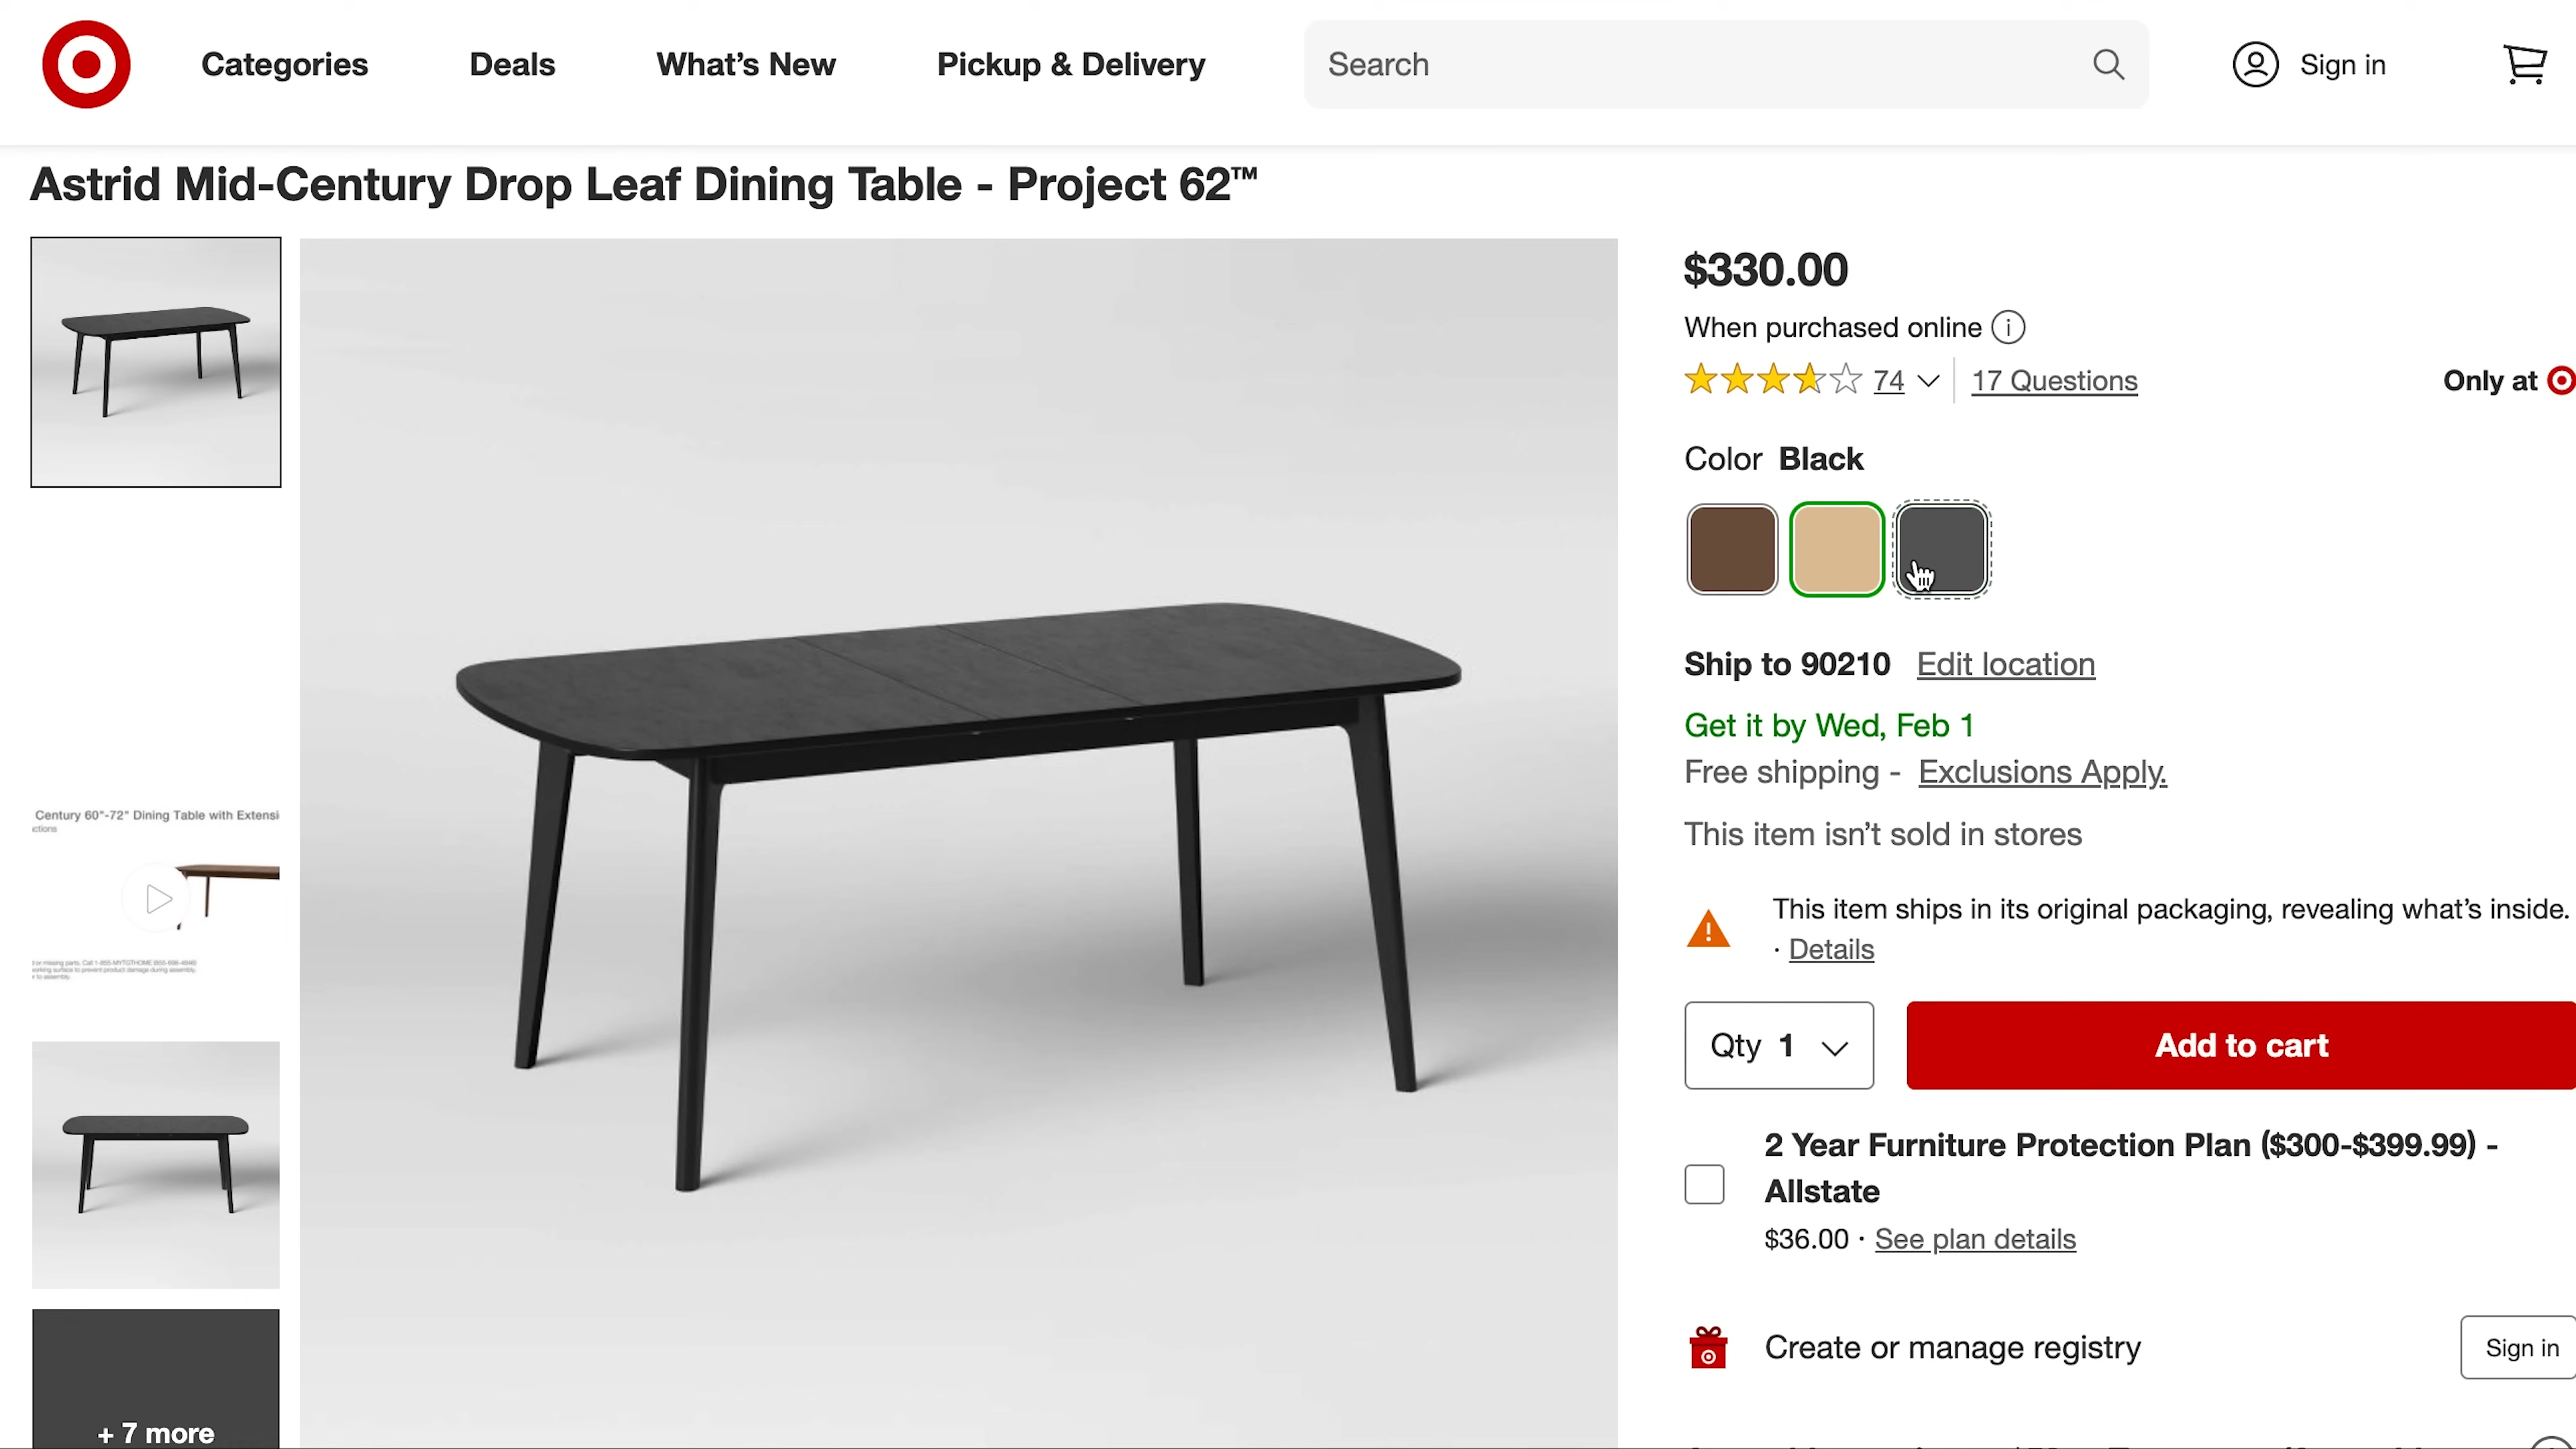 Categories
Deals
What's New
Pickup & Delivery
Search
Sign in
Astrid Mid-Century Drop Leaf Dining Table - Project 62™
Century 60"-72" Dining Table with Extensi
ctions
+ 7 more
$330.00
When purchased online
74
17 Questions
Only at
Color Black
Ship to 90210 Edit location
Get it by Wed, Feb 1
Free shipping - Exclusions Apply.
This item isn't sold in stores
This item ships in its original packaging, revealing what's inside.
· Details
Qty 1
Add to cart
2 Year Furniture Protection Plan ($300-$399.99) -
Allstate
$36.00 · See plan details
Create or manage registry
Sign in